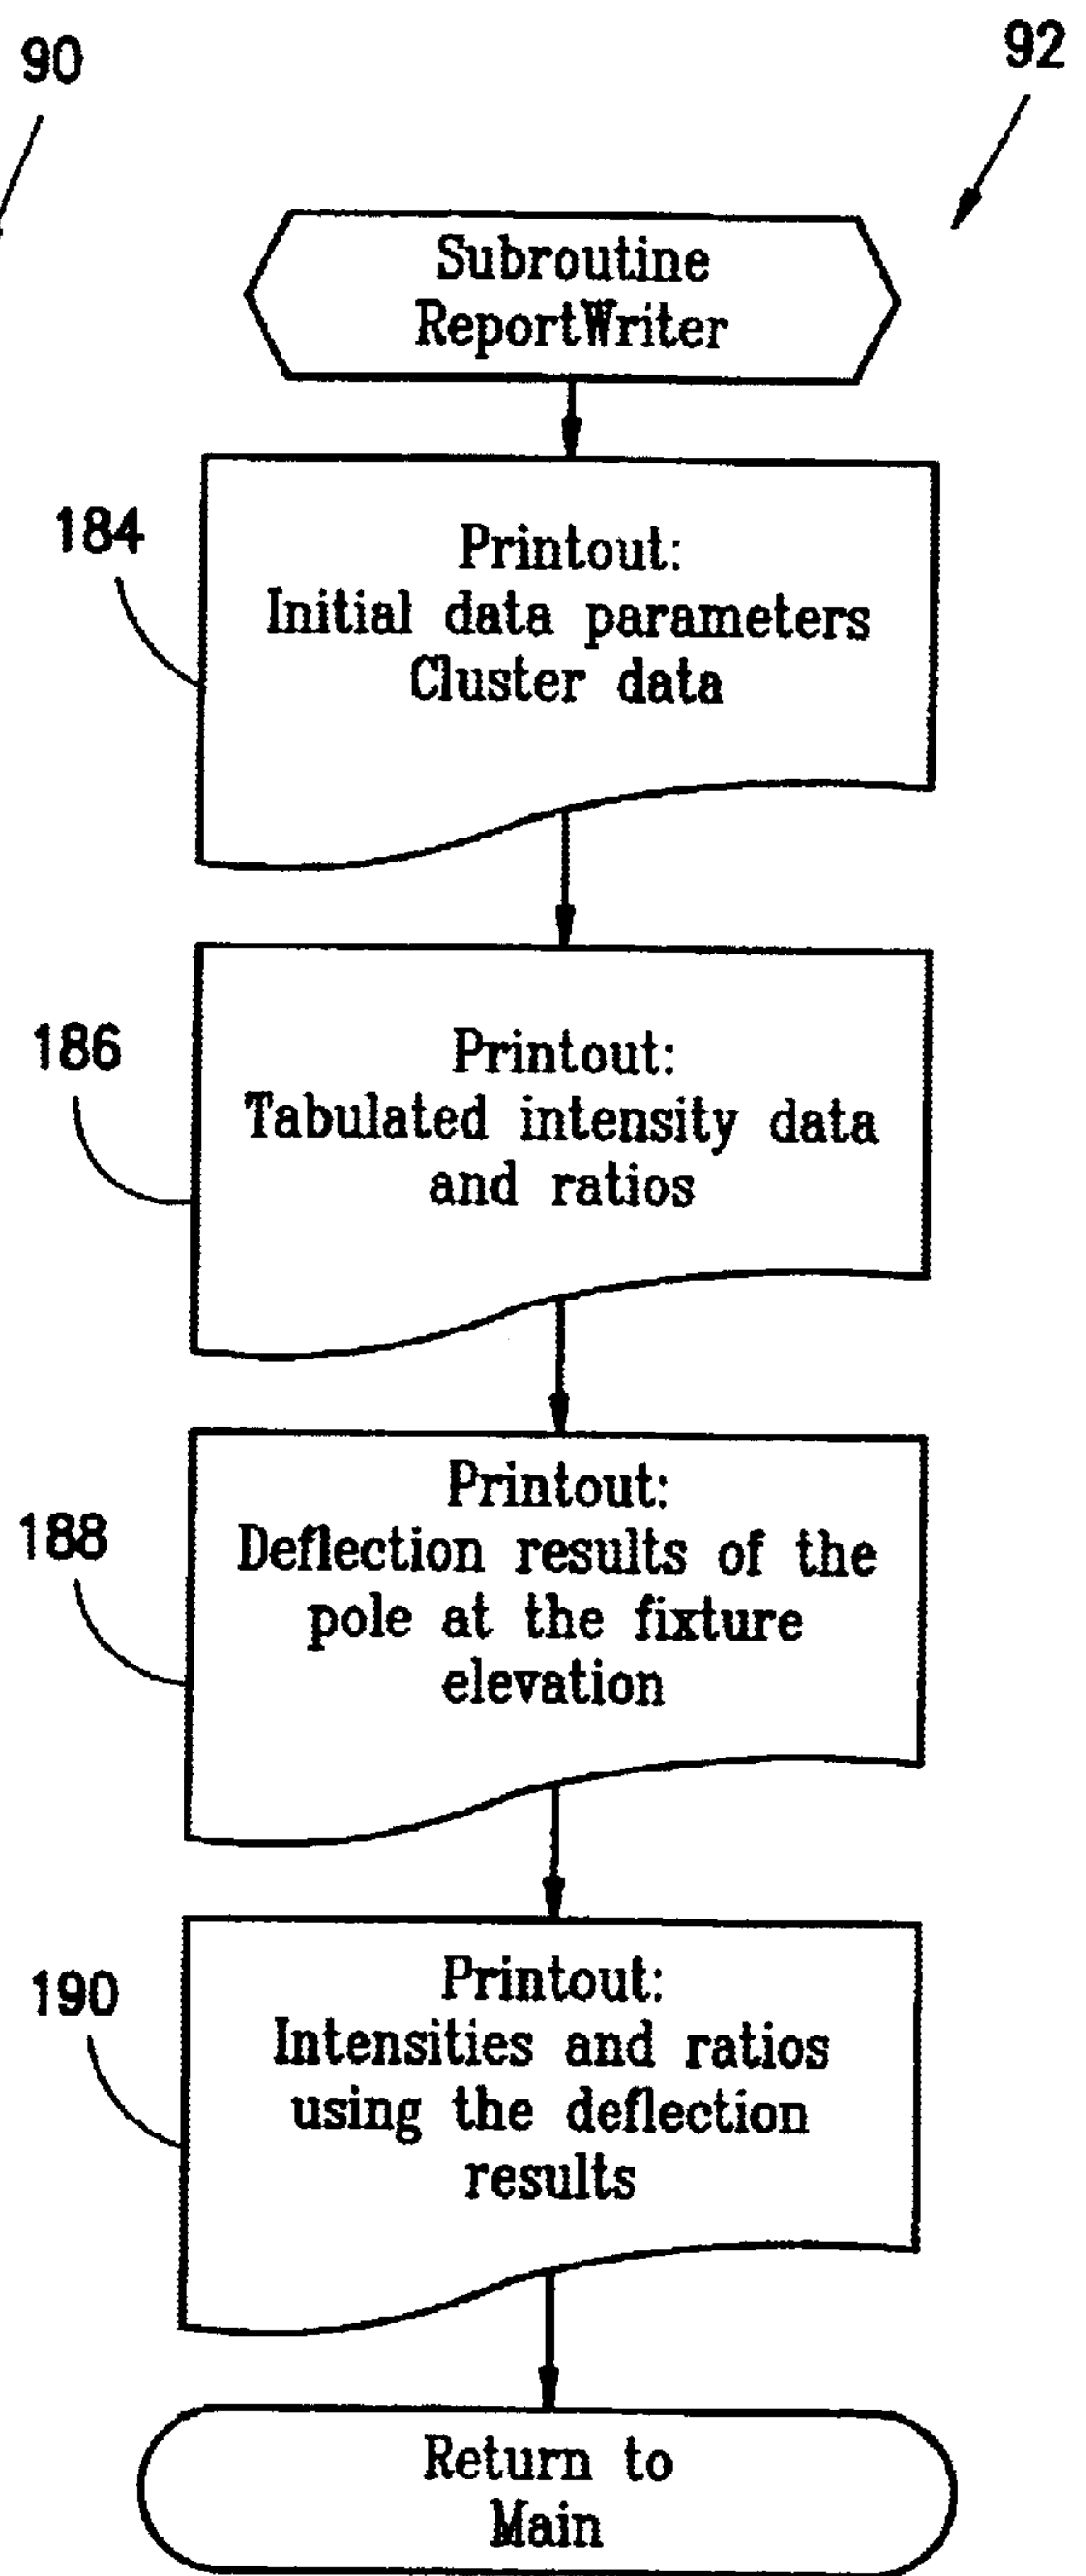 90
92
Subroutine
ReportWriter
184
Printout:
Initial data parameters
Cluster data
186
Printout:
Tabulated intensity data
and ratios
188
Printout:
Deflection results of the
pole at the fixture
elevation
190
Printout:
Intensities and ratios
using the deflection
results
Return to
Main